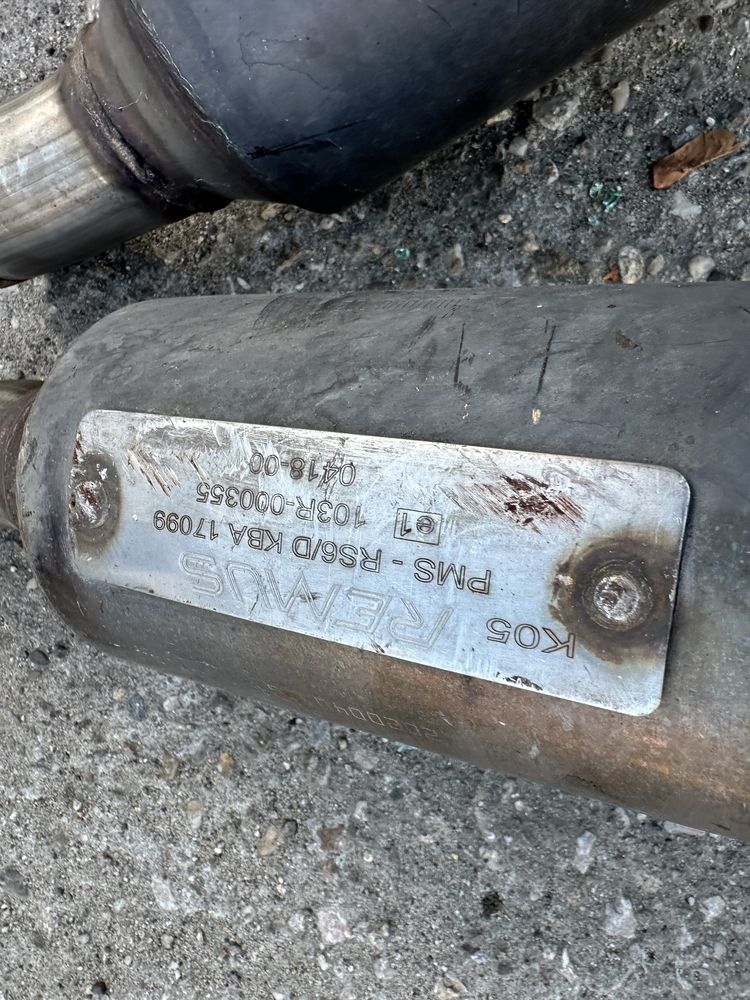 K05 REMUS
PMS - RS6/D KBA 17099
e1 103R-000355
0418-00